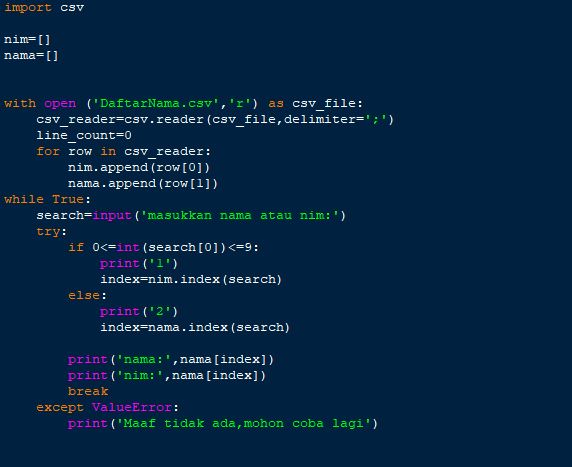 import csv

nim=[]
nama=[]

with open ('DaftarNama.csv','r') as csv_file:
    csv_reader=csv.reader(csv_file,delimiter=';')
    line_count=0
    for row in csv_reader:
        nim.append(row[0])
        nama.append(row[1])
while True:
    search=input('masukkan nama atau nim:')
    try:
        if 0<=int(search[0])<=9:
            print('1')
            index=nim.index(search)
        else:
            print('2')
            index=nama.index(search)

        print('nama:',nama[index])
        print('nim:',nama[index])
        break
    except ValueError:
        print('Maaf tidak ada,mohon coba lagi')